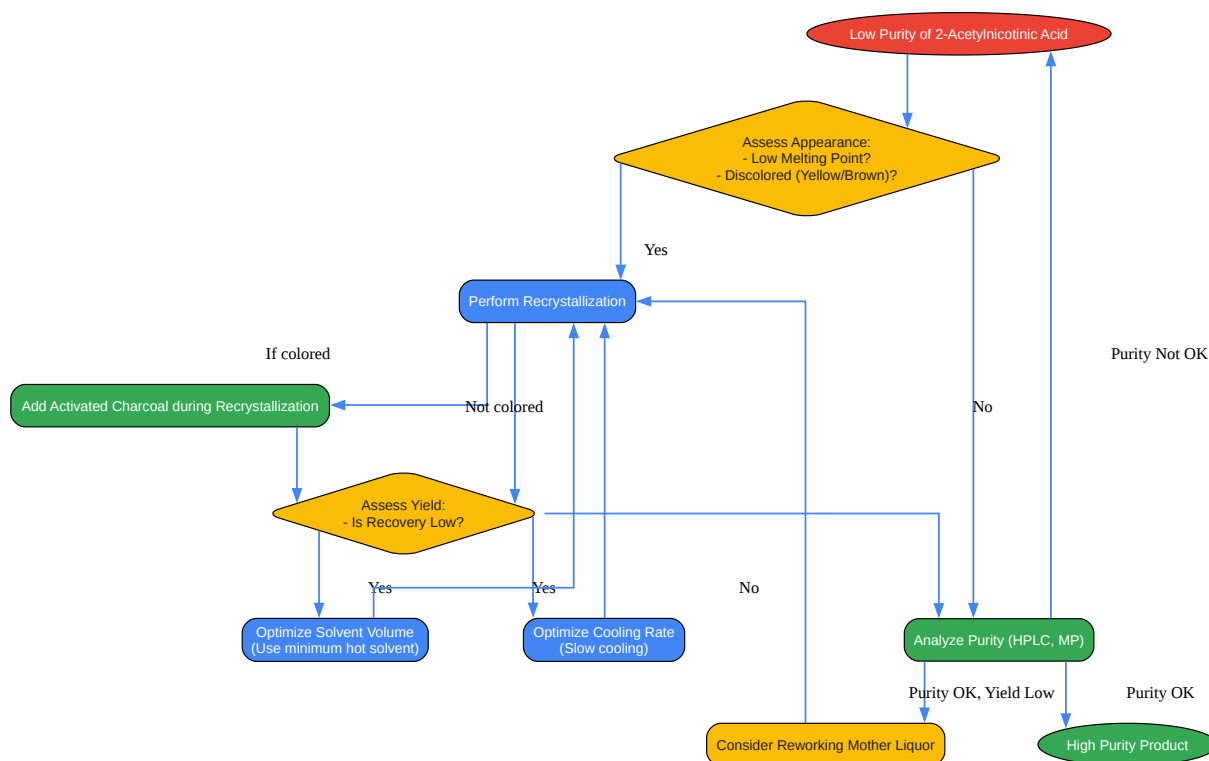 Low Purity of 2-Acetylnicotinic Acid
Assess Appearance:
- Low Melting Point?
- Discolored (Yellow/Brown)?
Yes
Perform Recrystallization
If colored
Purity Not OK
Add Activated Charcoal during Recrystallization
Not colored
No
Assess Yield:
- Is Recovery Low?
Yes
Yes
No
Optimize Solvent Volume
(Use minimum hot solvent)
Optimize Cooling Rate
(Slow cooling)
Analyze Purity (HPLC, MP)
Purity OK, Yield Low
Purity OK
Consider Reworking Mother Liquor
High Purity Product